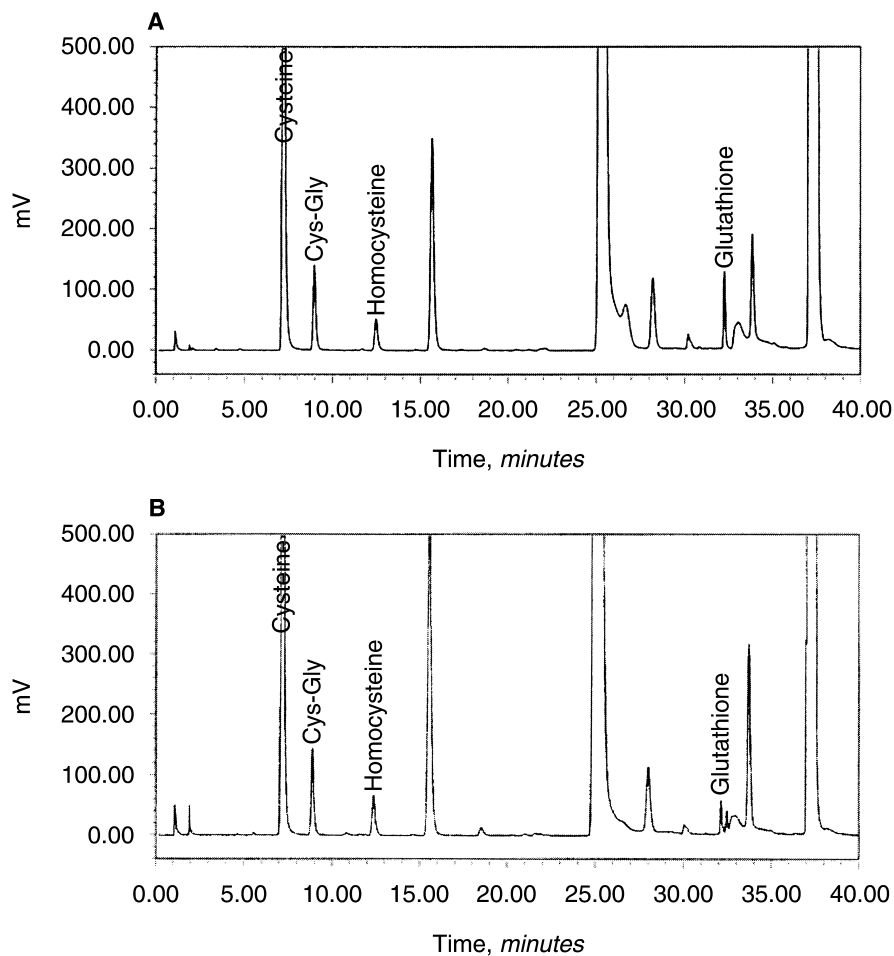 A
500.00
400.00
300.00
200.00
100.00
0.00
mV
Cysteine
Cys-Gly
Homocysteine
Glutathione
0.00 5.00 10.00 15.00 20.00 25.00 30.00 35.00 40.00
Time, minutes
B
500.00
400.00
300.00
200.00
100.00
0.00
mV
Cysteine
Cys-Gly
Homocysteine
Glutathione
0.00 5.00 10.00 15.00 20.00 25.00 30.00 35.00 40.00
Time, minutes